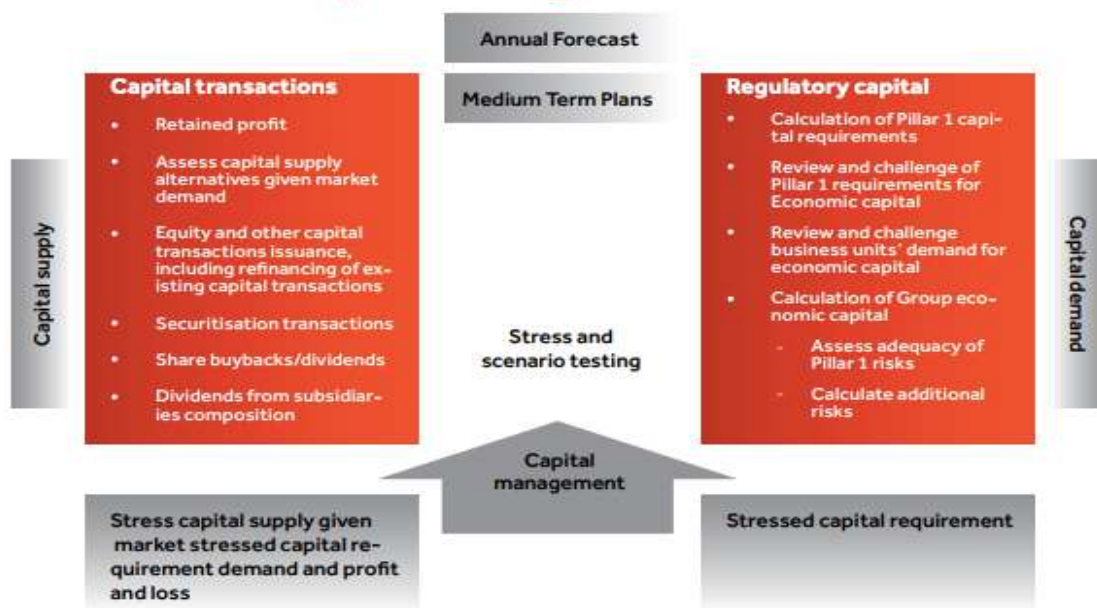 Annual Forecast
Medium Term Plans
Capital supply
Capital transactions
• Retained profit
• Assess capital supply
alternatives given market
demand
• Equity and other capital
transactions issuance,
including refinancing of ex-
isting capital transactions
• Securitisation transactions
• Share buybacks/dividends
• Dividends from subsidiar-
ies composition
Stress and
scenario testing
Regulatory capital
• Calculation of Pillar 1 capi-
tal requirements
• Review and challenge of
Pillar 1 requirements for
Economic capital
• Review and challenge
business units' demand for
economic capital
• Calculation of Group eco-
nomic capital
- Assess adequacy of
Pillar 1 risks
- Calculate additional
risks
Capital demand
Capital
management
Stress capital supply given
market stressed capital re-
quirement demand and profit
and loss
Stressed capital requirement